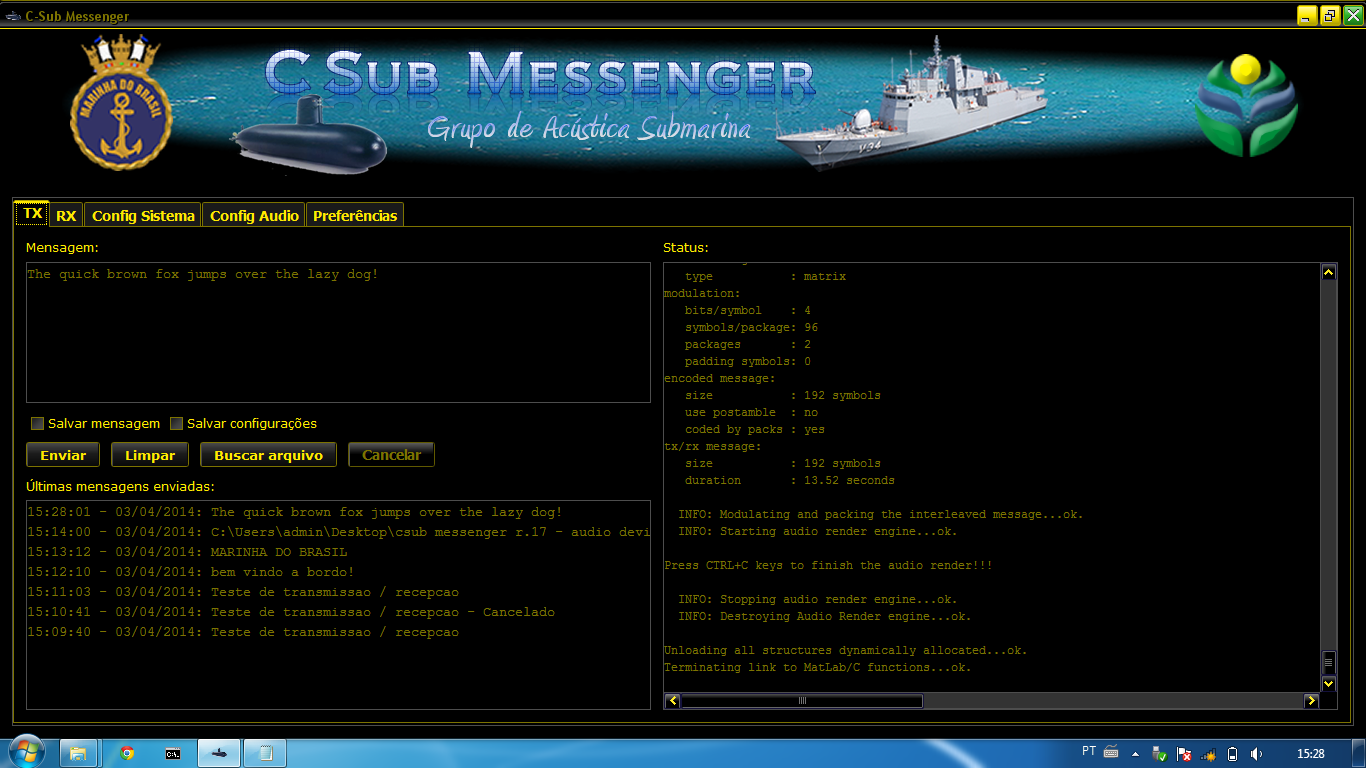 C-Sub Messenger
MARINHA DO BRASIL
C Sub Messenger
Grupo de Acústica Submarina
V34
TX
RX
Config Sistema
Config Audio
Preferências
Mensagem:
The quick brown fox jumps over the lazy dog!
Salvar mensagem
Salvar configurações
Enviar
Limpar
Buscar arquivo
Cancelar
Últimas mensagens enviadas:
15:28:01 - 03/04/2014: The quick brown fox jumps over the lazy dog!
15:14:00 - 03/04/2014: C:\Users\admin\Desktop\csub messenger r.17 - audio devi
15:13:12 - 03/04/2014: MARINHA DO BRASIL
15:12:10 - 03/04/2014: bem vindo a bordo!
15:11:03 - 03/04/2014: Teste de transmissao / recepcao
15:10:41 - 03/04/2014: Teste de transmissao / recepcao - Cancelado
15:09:40 - 03/04/2014: Teste de transmissao / recepcao
Status:
type : matrix
modulation:
bits/symbol : 4
symbols/package: 96
packages : 2
padding symbols: 0
encoded message:
size : 192 symbols
use postamble : no
coded by packs : yes
tx/rx message:
size : 192 symbols
duration : 13.52 seconds
INFO: Modulating and packing the interleaved message...ok.
INFO: Starting audio render engine...ok.
Press CTRL+C keys to finish the audio render!!!
INFO: Stopping audio render engine...ok.
INFO: Destroying Audio Render engine...ok.
Unloading all structures dynamically allocated...ok.
Terminating link to MatLab/C functions...ok.
C:\.
PT
15:28